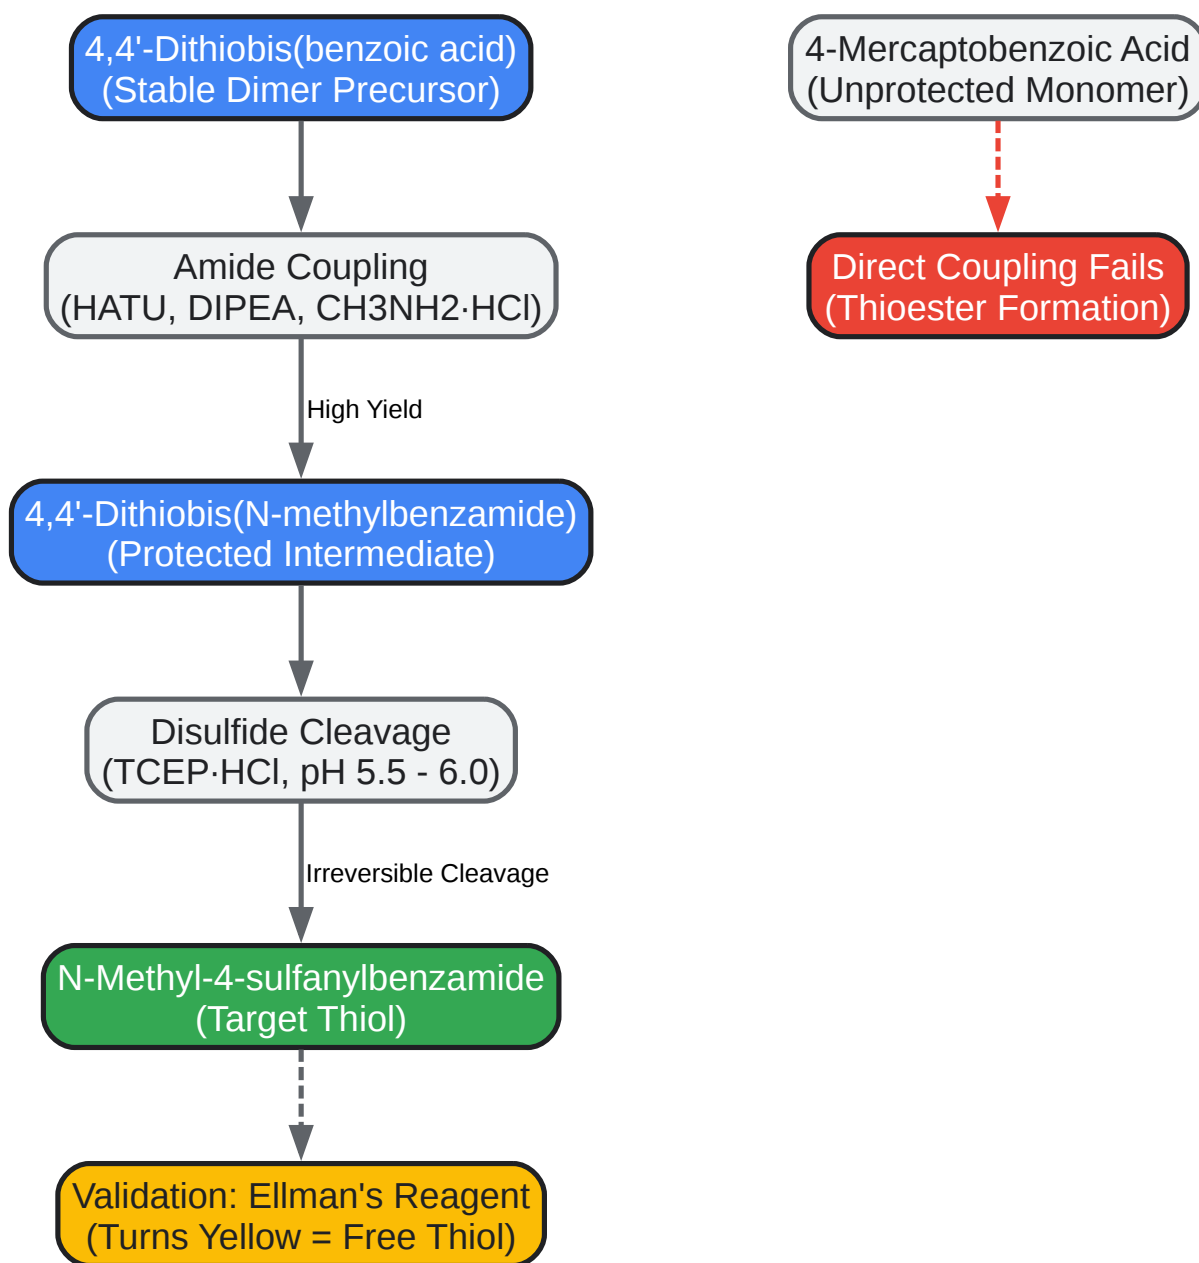 4,4'-Dithiobis(benzoic acid)
(Stable Dimer Precursor)
4-Mercaptobenzoic Acid
(Unprotected Monomer)
Amide Coupling
(HATU, DIPEA, CH3NH2·HCl)
Direct Coupling Fails
(Thioester Formation)
High Yield
4,4'-Dithiobis(N-methylbenzamide)
(Protected Intermediate)
Disulfide Cleavage
(TCEP·HCl, pH 5.5 - 6.0)
Irreversible Cleavage
N-Methyl-4-sulfanylbenzamide
(Target Thiol)
Validation: Ellman's Reagent
(Turns Yellow = Free Thiol)